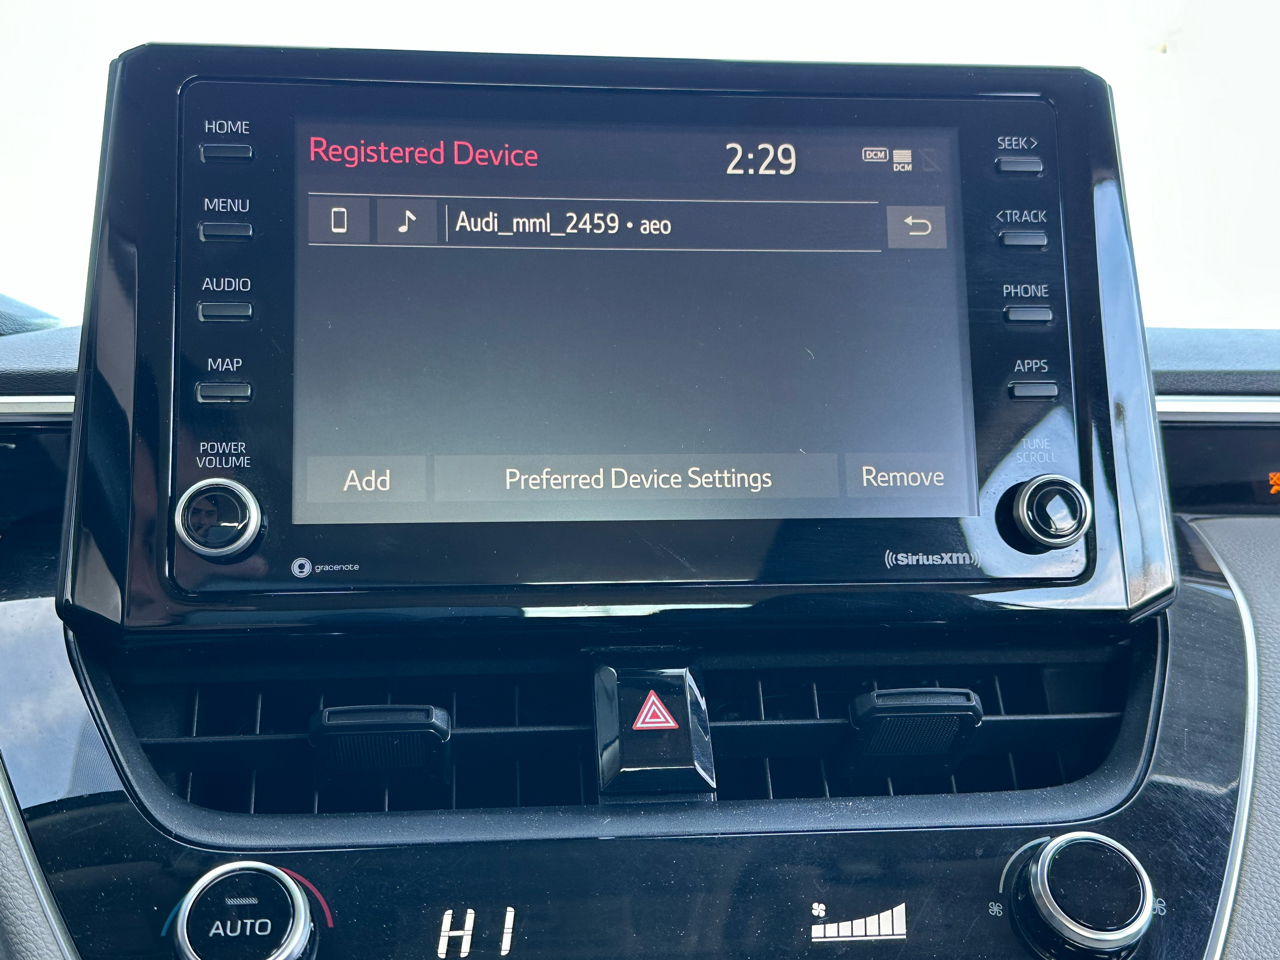 HOME
MENU
AUDIO
MAP
POWER
VOLUME
Registered Device
2:29
DCM
DCM
Audi_mml_2459 • aeo
Add
Preferred Device Settings
Remove
SEEK >
< TRACK
PHONE
APPS
TUNE
SCROLL
gracenote
((SiriusXM))
AUTO
HI